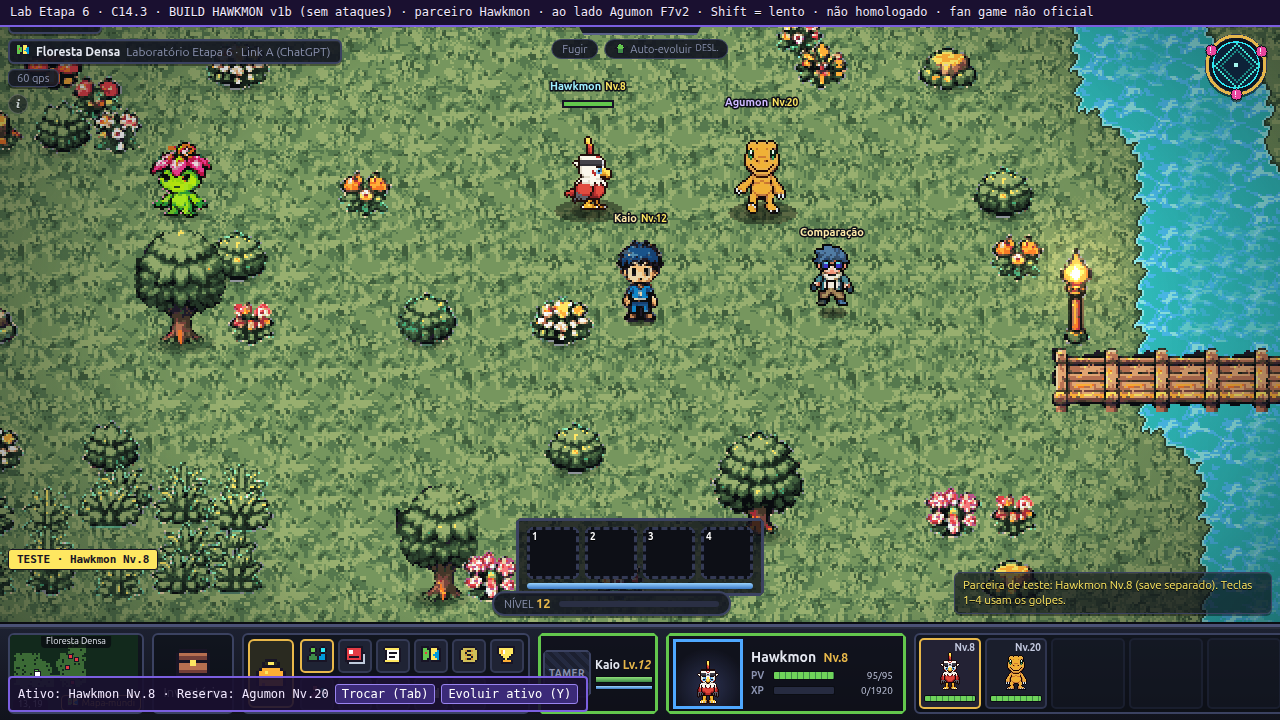 Lab Etapa 6 · C14.3 · BUILD HAWKMON v1b (sem ataques) · parceiro Hawkmon · ao lado Agumon F7v2 · Shift = lento · não homologado · fan game não oficial
Floresta Densa Laboratório Etapa 6 · Link A (ChatGPT)
Fugir
Auto-evoluir DESL.
60 qps
i
Hawkmon Nv.8
Agumon Nv.20
Kaio Nv.12
Comparação
TESTE · Hawkmon Nv.8
1 2 3 4
NÍVEL 12
Parceira de teste: Hawkmon Nv.8 (save separado). Teclas
1–4 usam os golpes.
Floresta Densa
TAMER
Kaio Lv.12
Hawkmon Nv.8
PV 95/95
XP 0/1920
Nv.8
Nv.20
Ativo: Hawkmon Nv.8 · Reserva: Agumon Nv.20 Trocar (Tab) Evoluir ativo (Y)